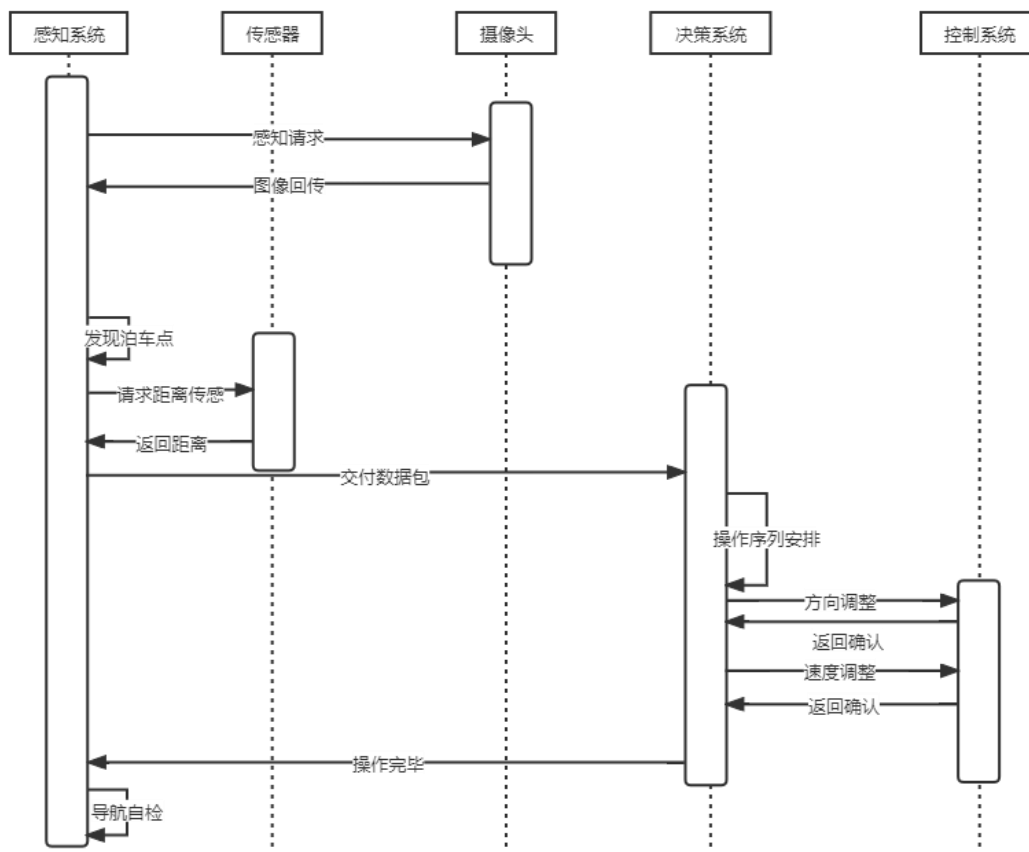 感知系统
传感器
摄像头
决策系统
控制系统
感知请求
图像回传
发现泊车点
请求距离传感
返回距离
交付数据包
操作序列安排
方向调整
返回确认
速度调整
返回确认
操作完毕
导航自检